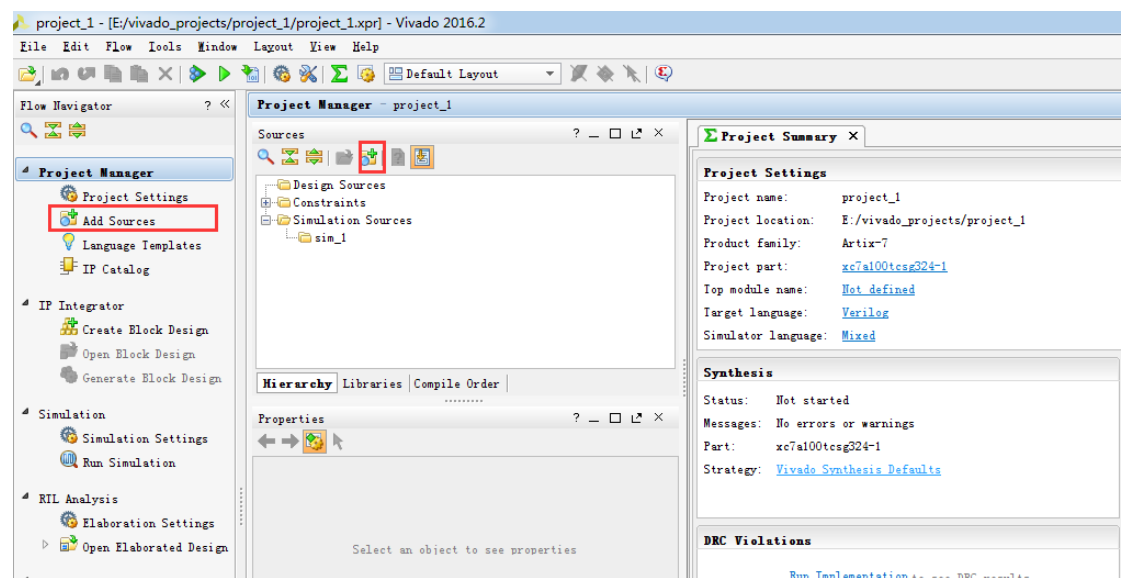 project_1 - [E:/vivado_projects/project_1/project_1.xpr] - Vivado 2016.2
File Edit Flow Tools Window Layout View Help
Default Layout
Flow Navigator ? «
Project Manager
Project Settings
Add Sources
Language Templates
IP Catalog
IP Integrator
Create Block Design
Open Block Design
Generate Block Design
Simulation
Simulation Settings
Run Simulation
RTL Analysis
Elaboration Settings
Open Elaborated Design
Project Manager - project_1
Sources
Design Sources
Constraints
Simulation Sources
sim_1
Hierarchy Libraries Compile Order
Properties
Select an object to see properties
Σ Project Summary X
Project Settings
Project name: project_1
Project location: E:/vivado_projects/project_1
Product family: Artix-7
Project part: xc7a100tcsg324-1
Top module name: Not defined
Target language: Verilog
Simulator language: Mixed
Synthesis
Status: Not started
Messages: No errors or warnings
Part: xc7a100tcsg324-1
Strategy: Vivado Synthesis Defaults
DRC Violations
Run Implementation to see DRC results